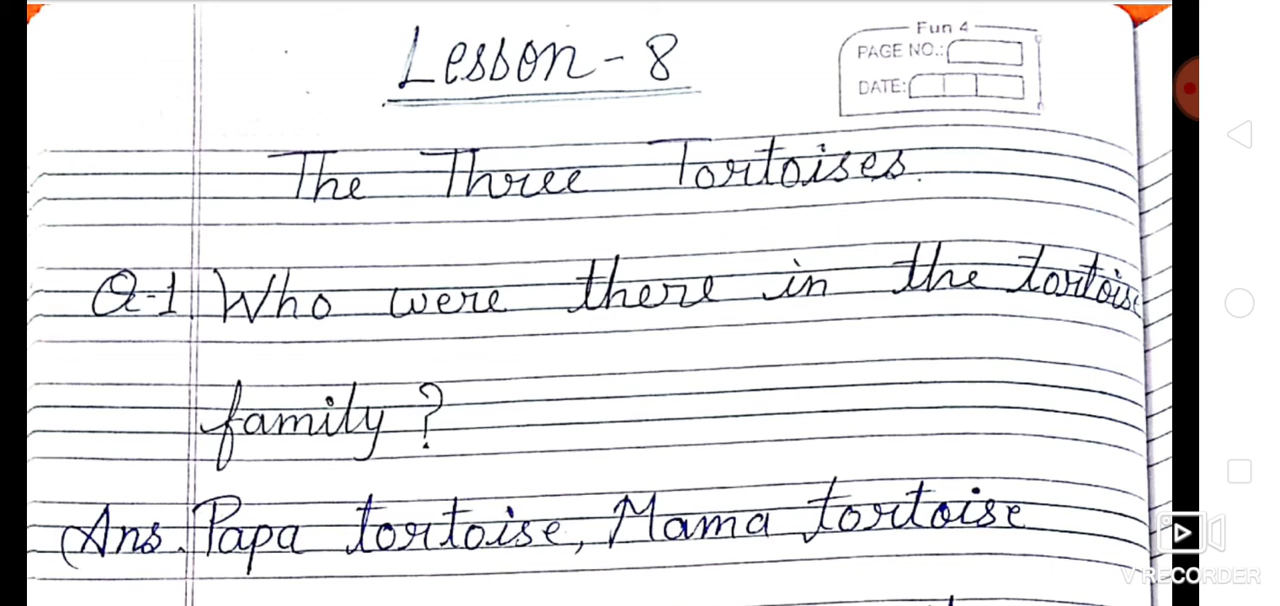 Lesson - 8
Fun 4
PAGE NO.:
DATE:
The Three Tortoises.
Q-1 Who were there in the tortoise
family ?
Ans. Papa tortoise, Mama tortoise
V RECORDER